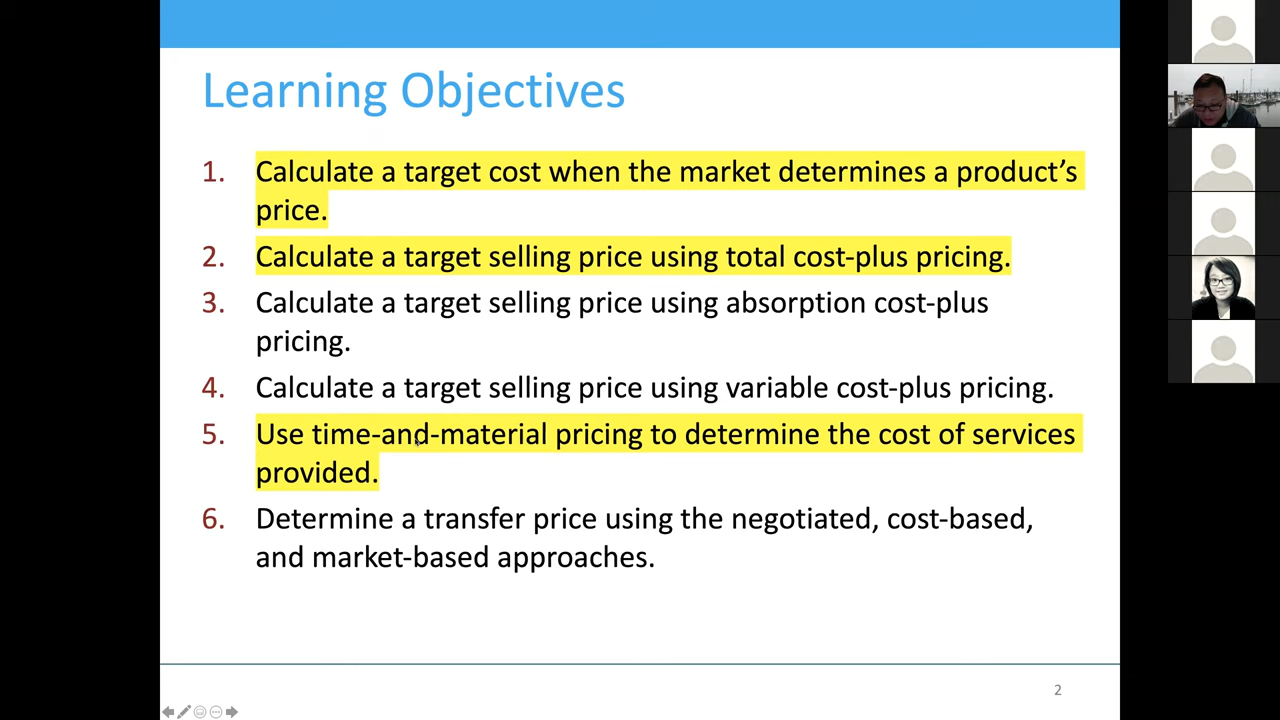 Learning Objectives
1. Calculate a target cost when the market determines a product’s
price.
2. Calculate a target selling price using total cost-plus pricing.
3. Calculate a target selling price using absorption cost-plus
pricing.
4. Calculate a target selling price using variable cost-plus pricing.
5. Use time-and-material pricing to determine the cost of services
provided.
6. Determine a transfer price using the negotiated, cost-based,
and market-based approaches.
2